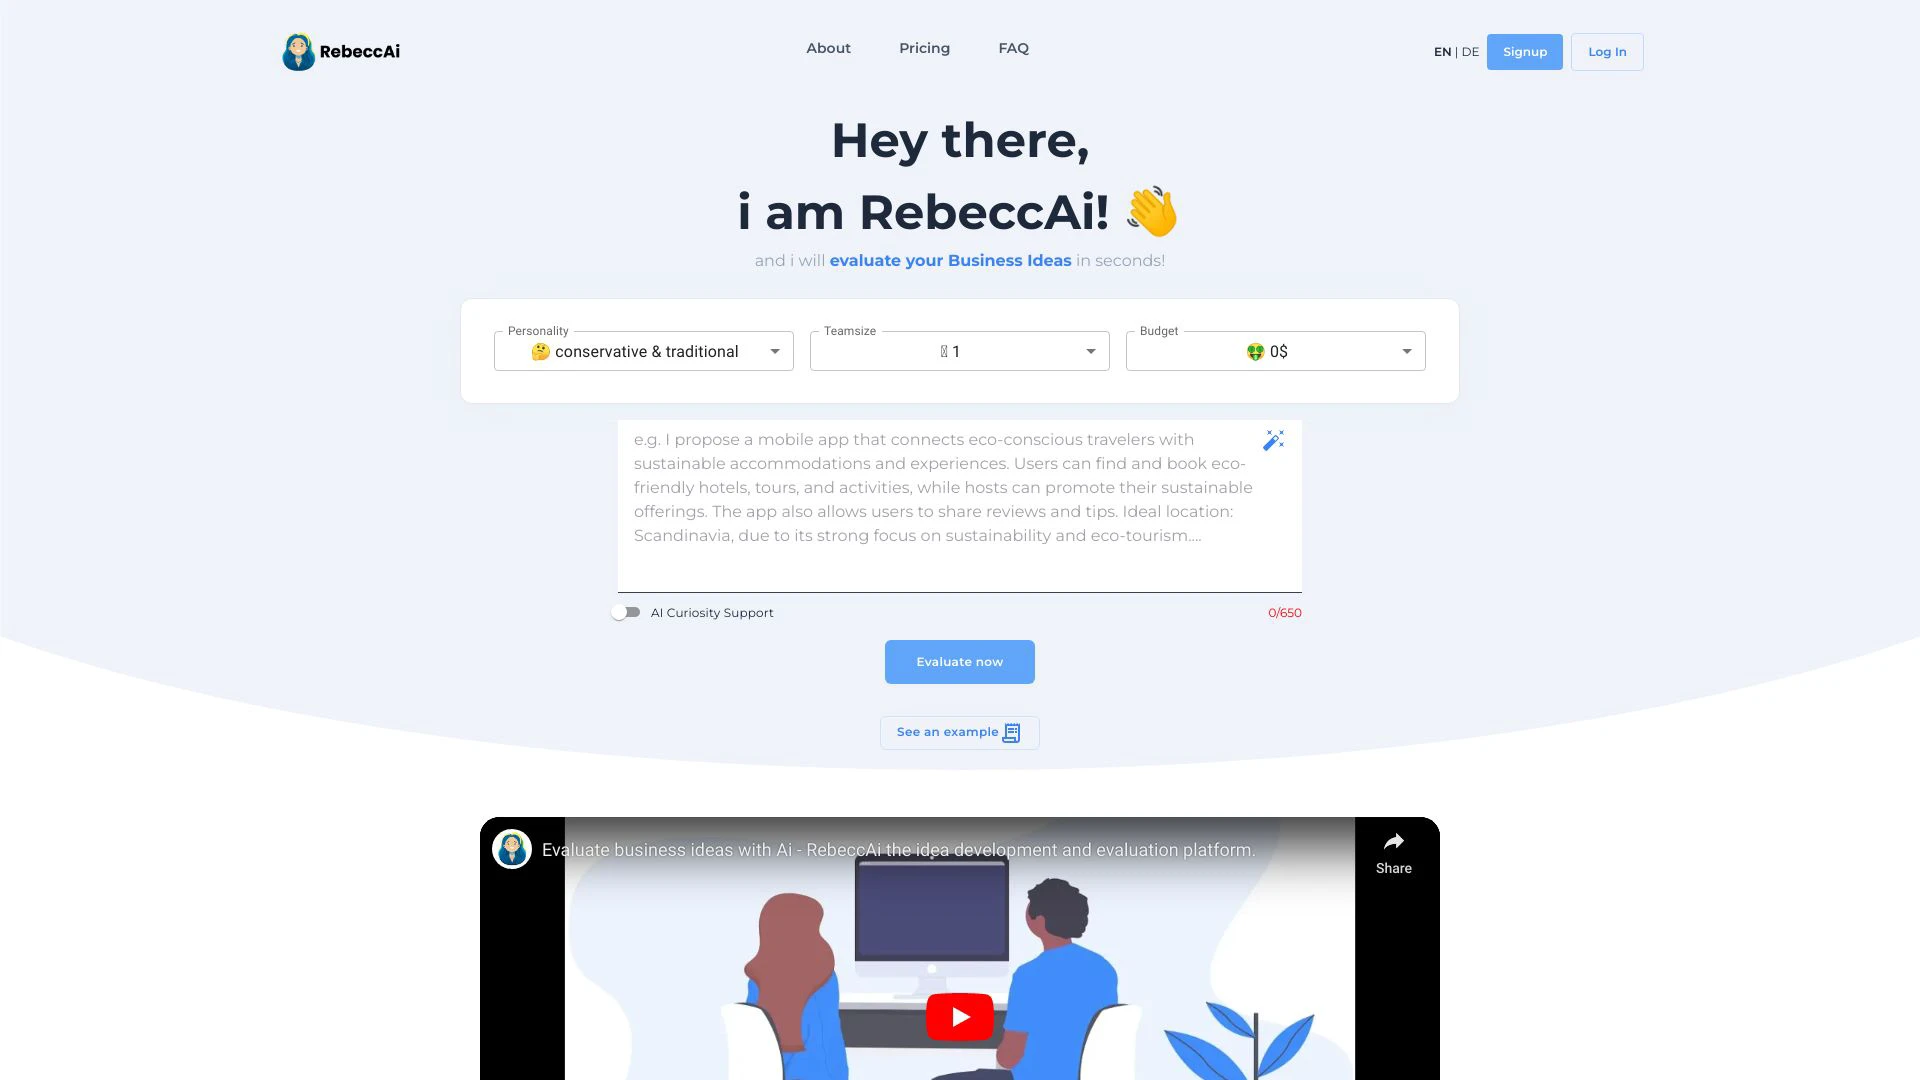 RebeccAi
About
Pricing
FAQ
EN | DE
Signup
Log In
Hey there,
i am RebeccAi! 👋
and i will evaluate your Business Ideas in seconds!
Personality
🤔 conservative & traditional
Teamsize
1
Budget
🤑 0$
e.g. I propose a mobile app that connects eco-conscious travelers with
sustainable accommodations and experiences. Users can find and book eco-
friendly hotels, tours, and activities, while hosts can promote their sustainable
offerings. The app also allows users to share reviews and tips. Ideal location:
Scandinavia, due to its strong focus on sustainability and eco-tourism....
AI Curiosity Support
0/650
Evaluate now
See an example
Evaluate business ideas with Ai - RebeccAi the idea development and evaluation platform.
Share